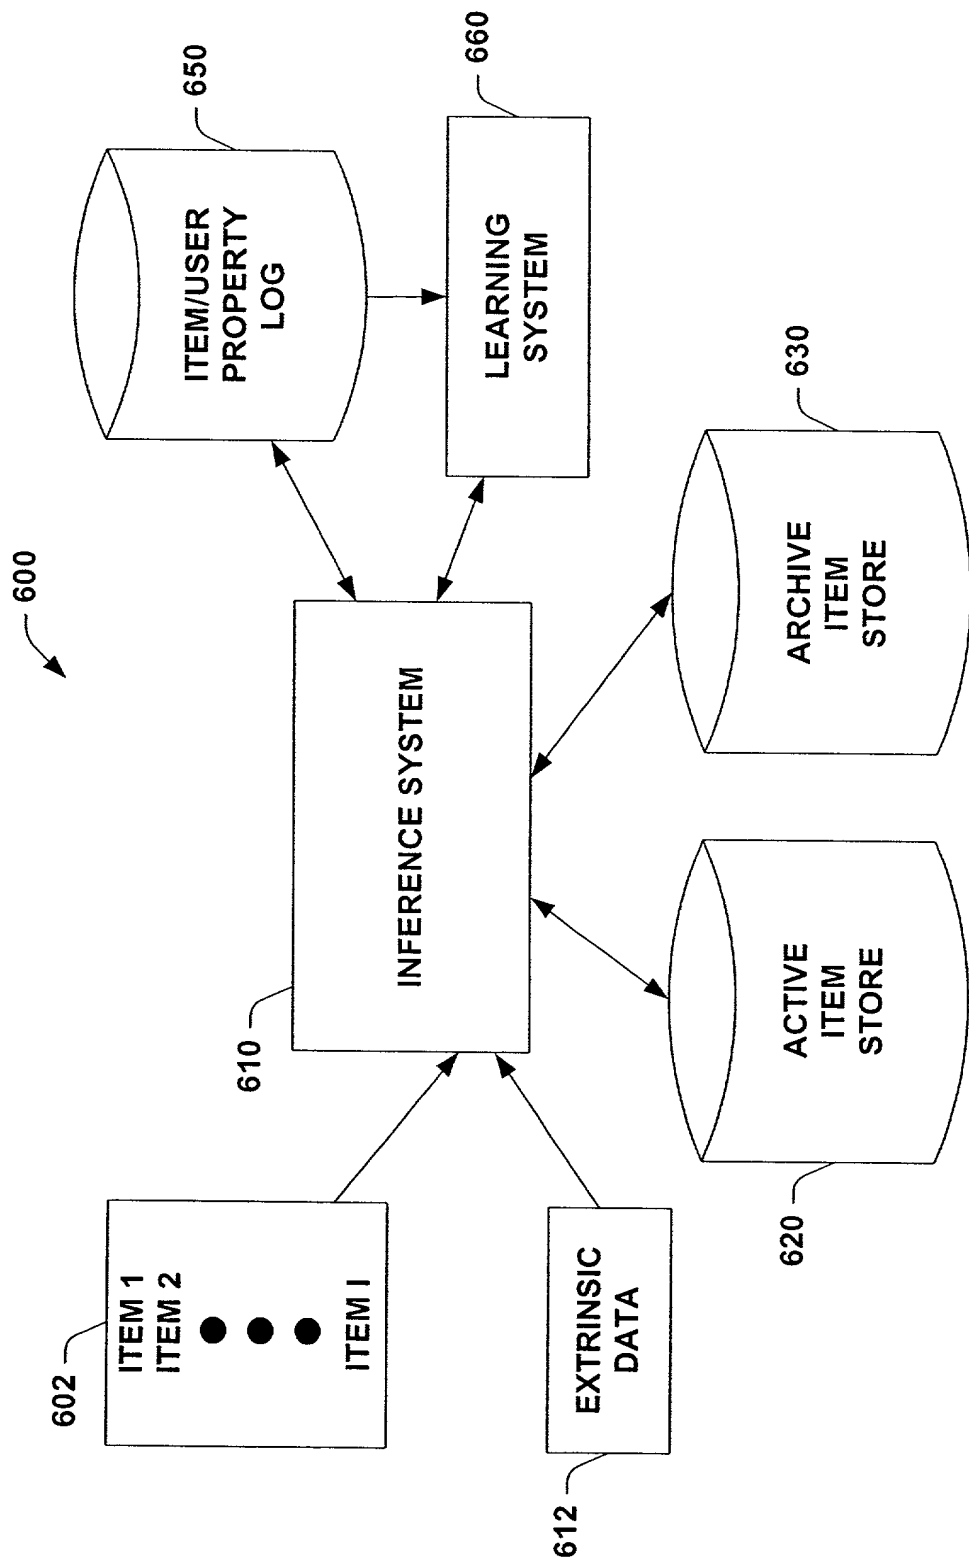 600
602
ITEM 1
ITEM 2
ITEM I
610
INFERENCE SYSTEM
650
ITEM/USER
PROPERTY
LOG
660
LEARNING
SYSTEM
612
EXTRINSIC
DATA
620
ACTIVE
ITEM
STORE
630
ARCHIVE
ITEM
STORE